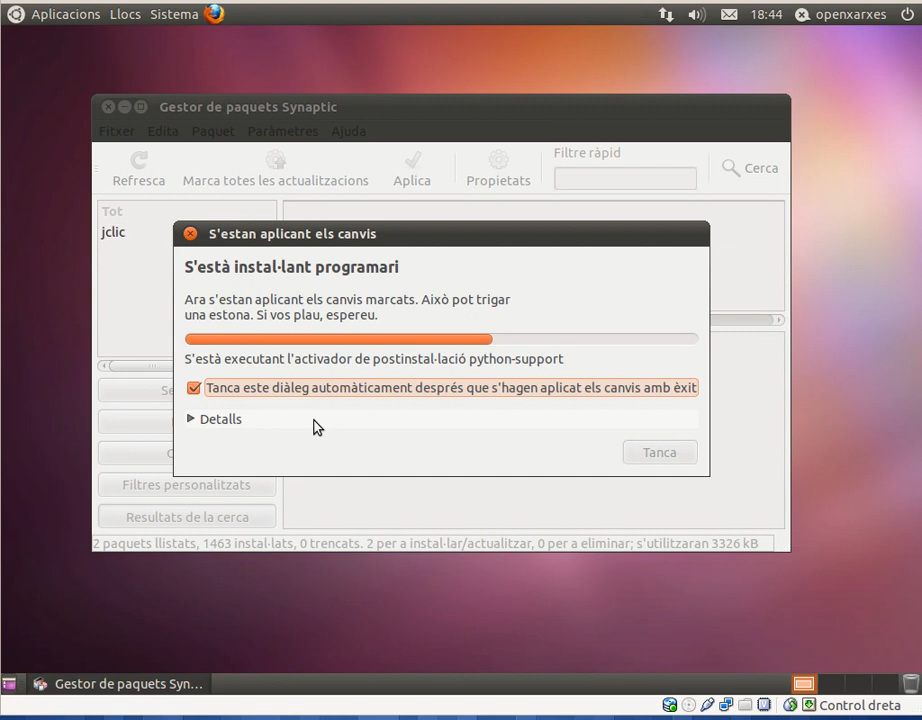 Aplicacions Llocs Sistema 18:44 openxarxes
Gestor de paquets Synaptic
Fitxer Edita Paquet Paràmetres Ajuda
Filtre ràpid
Refresca Marca totes les actualitzacions Aplica Propietats Cerca
Tot
jclic
S'estan aplicant els canvis
S'està instal·lant programari
Ara s'estan aplicant els canvis marcats. Això pot trigar
una estona. Si vos plau, espereu.
S'està executant l'activador de postinstal·lació python-support
Tanca este diàleg automàticament després que s'hagen aplicat els canvis amb èxit
Detalls
Tanca
Filtres personalitzats
Resultats de la cerca
2 paquets llistats, 1463 instal·lats, 0 trencats. 2 per a instal·lar/actualitzar, 0 per a eliminar; s'utilitzaran 3326 kB
Gestor de paquets Syn...
Control dreta